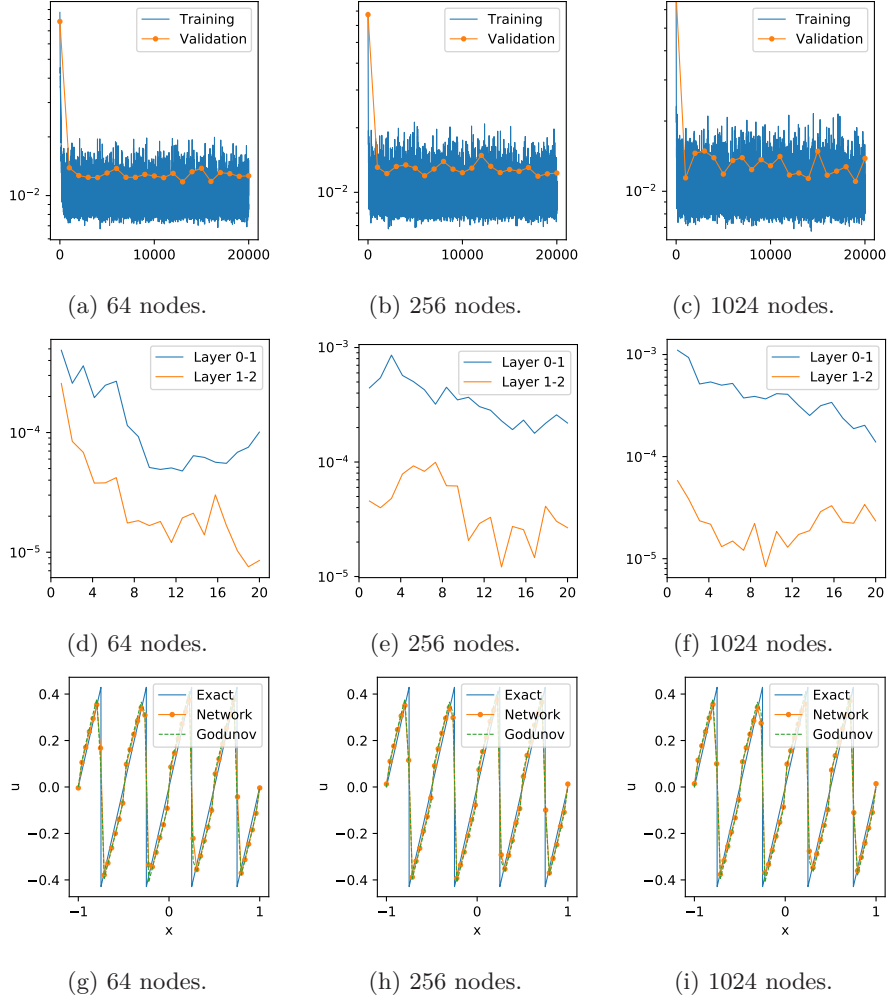 Training Training Training
Validation Validation Validation
10⁻² 10⁻² 10⁻²
0 10000 20000 0 10000 20000 0 10000 20000
(a) 64 nodes. (b) 256 nodes. (c) 1024 nodes.
Layer 0-1 Layer 0-1 Layer 0-1
Layer 1-2 Layer 1-2 Layer 1-2
10⁻³ 10⁻³
10⁻⁴ 10⁻⁴ 10⁻⁴
10⁻⁵ 10⁻⁵ 10⁻⁵
0 4 8 12 16 20 0 4 8 12 16 20 0 4 8 12 16 20
(d) 64 nodes. (e) 256 nodes. (f) 1024 nodes.
0.4 Exact 0.4 Exact 0.4 Exact
Network Network Network
0.2 Godunov 0.2 Godunov 0.2 Godunov
u 0.0 u 0.0 u 0.0
−0.2 −0.2 −0.2
−0.4 −0.4 −0.4
−1 0 1 −1 0 1 −1 0 1
x x x
(g) 64 nodes. (h) 256 nodes. (i) 1024 nodes.